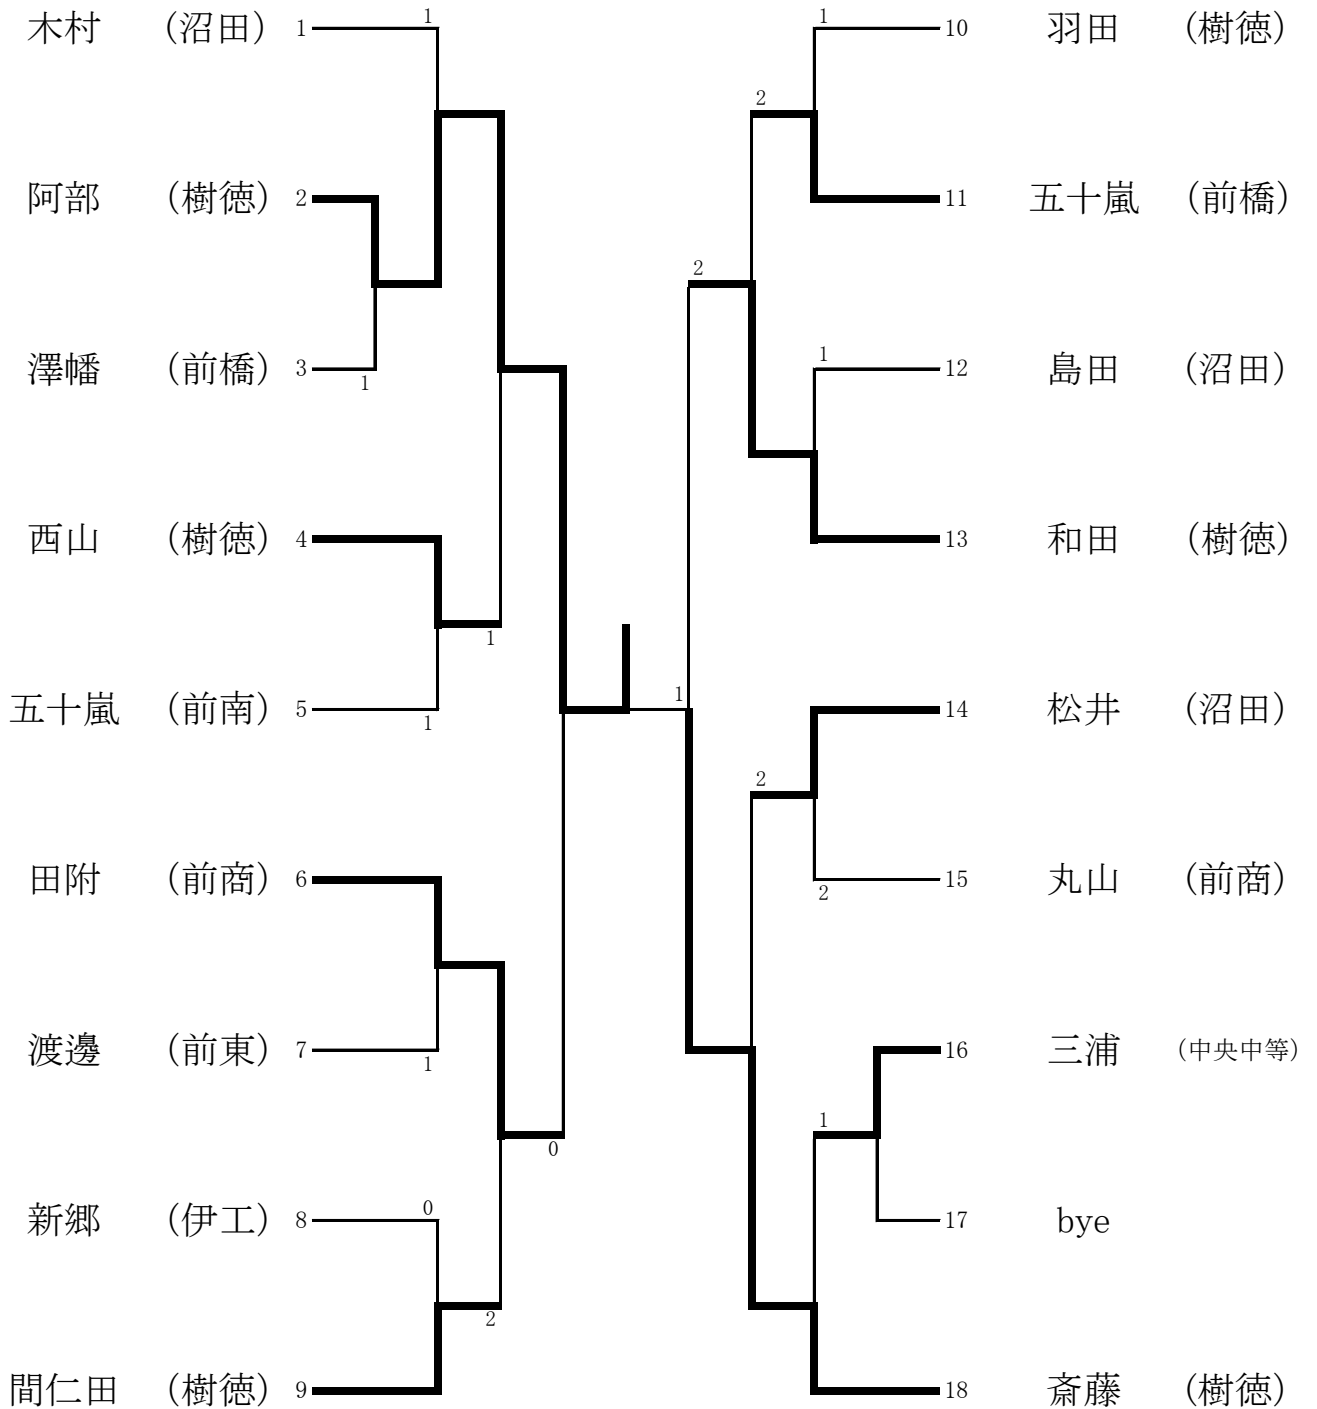 木村 (沼田) 1 1
1 10 羽田 (樹徳)
2
阿部 (樹徳) 2
11 五十嵐 (前橋)
2
澤幡 (前橋) 3 1
1 12 島田 (沼田)
西山 (樹徳) 4
13 和田 (樹徳)
1
五十嵐 (前南) 5 1
1
14 松井 (沼田)
2
田附 (前商) 6
2 15 丸山 (前商)
渡邊 (前東) 7 1
16 三浦 (中央中等)
1
0
新郷 (伊工) 8 0
17 bye
2
間仁田 (樹徳) 9
18 斎藤 (樹徳)